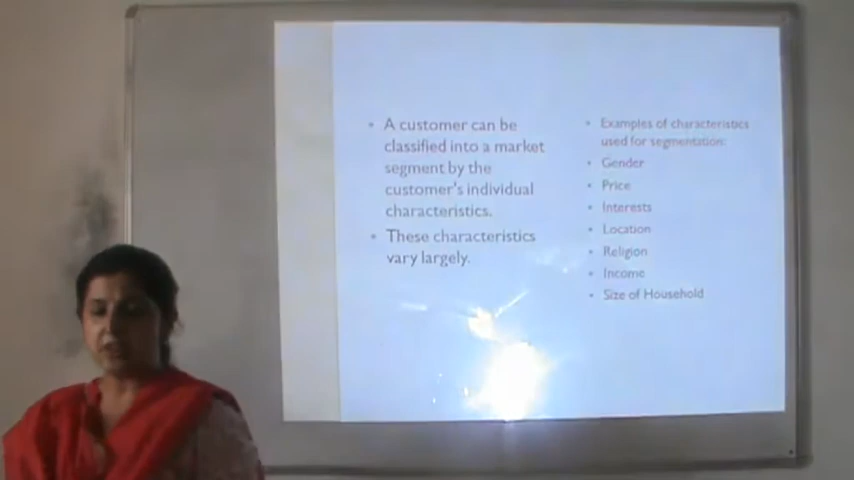 A customer can be
classified into a market
segment by the
customer's individual
characteristics.
These characteristics
vary largely.
Examples of characteristics
used for segmentation:
Gender
Price
Interests
Location
Religion
Income
Size of Household